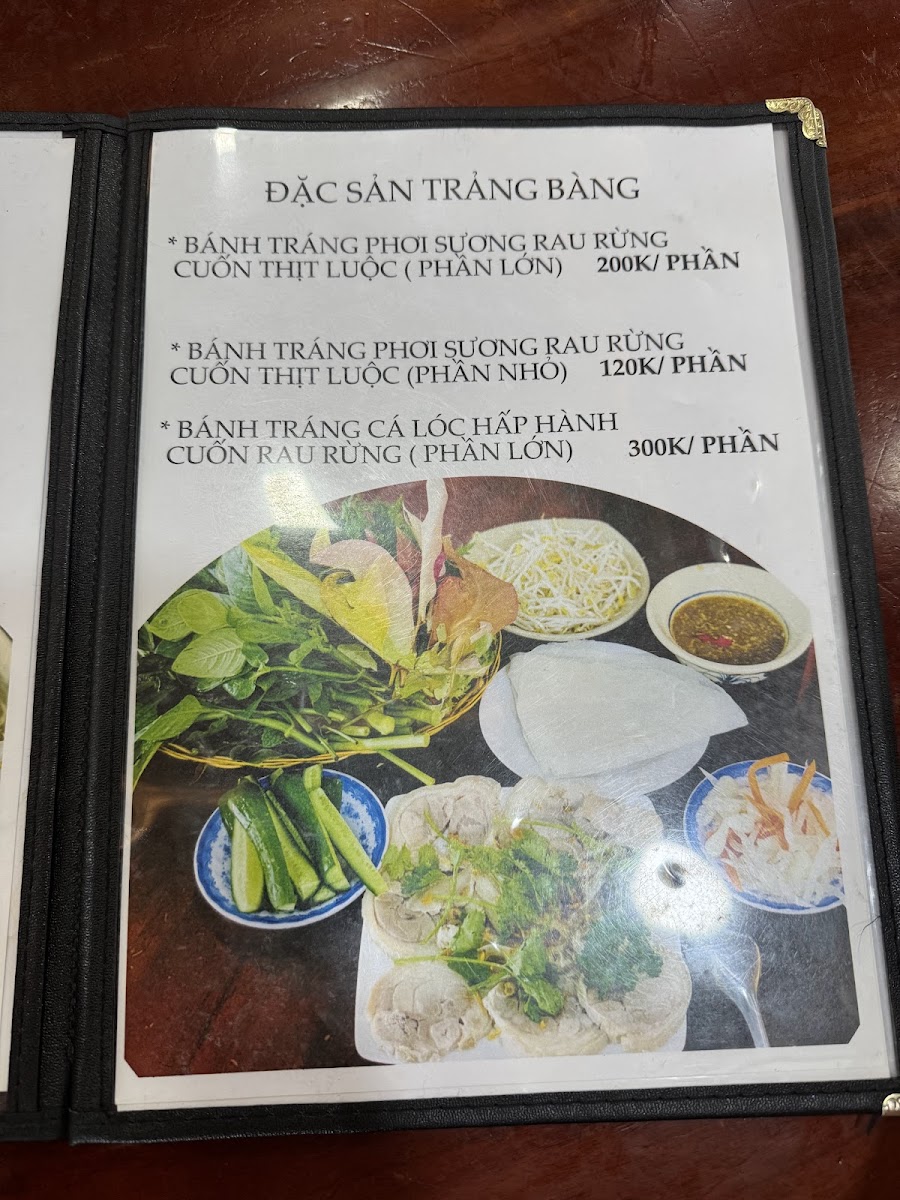 ĐẶC SẢN TRẢNG BÀNG
* BÁNH TRÁNG PHƠI SƯƠNG RAU RỪNG
CUỐN THỊT LUỘC ( PHẦN LỚN) 200K/ PHẦN
* BÁNH TRÁNG PHƠI SƯƠNG RAU RỪNG
CUỐN THỊT LUỘC (PHẦN NHỎ) 120K/ PHẦN
* BÁNH TRÁNG CÁ LÓC HẤP HÀNH
CUỐN RAU RỪNG ( PHẦN LỚN) 300K/ PHẦN